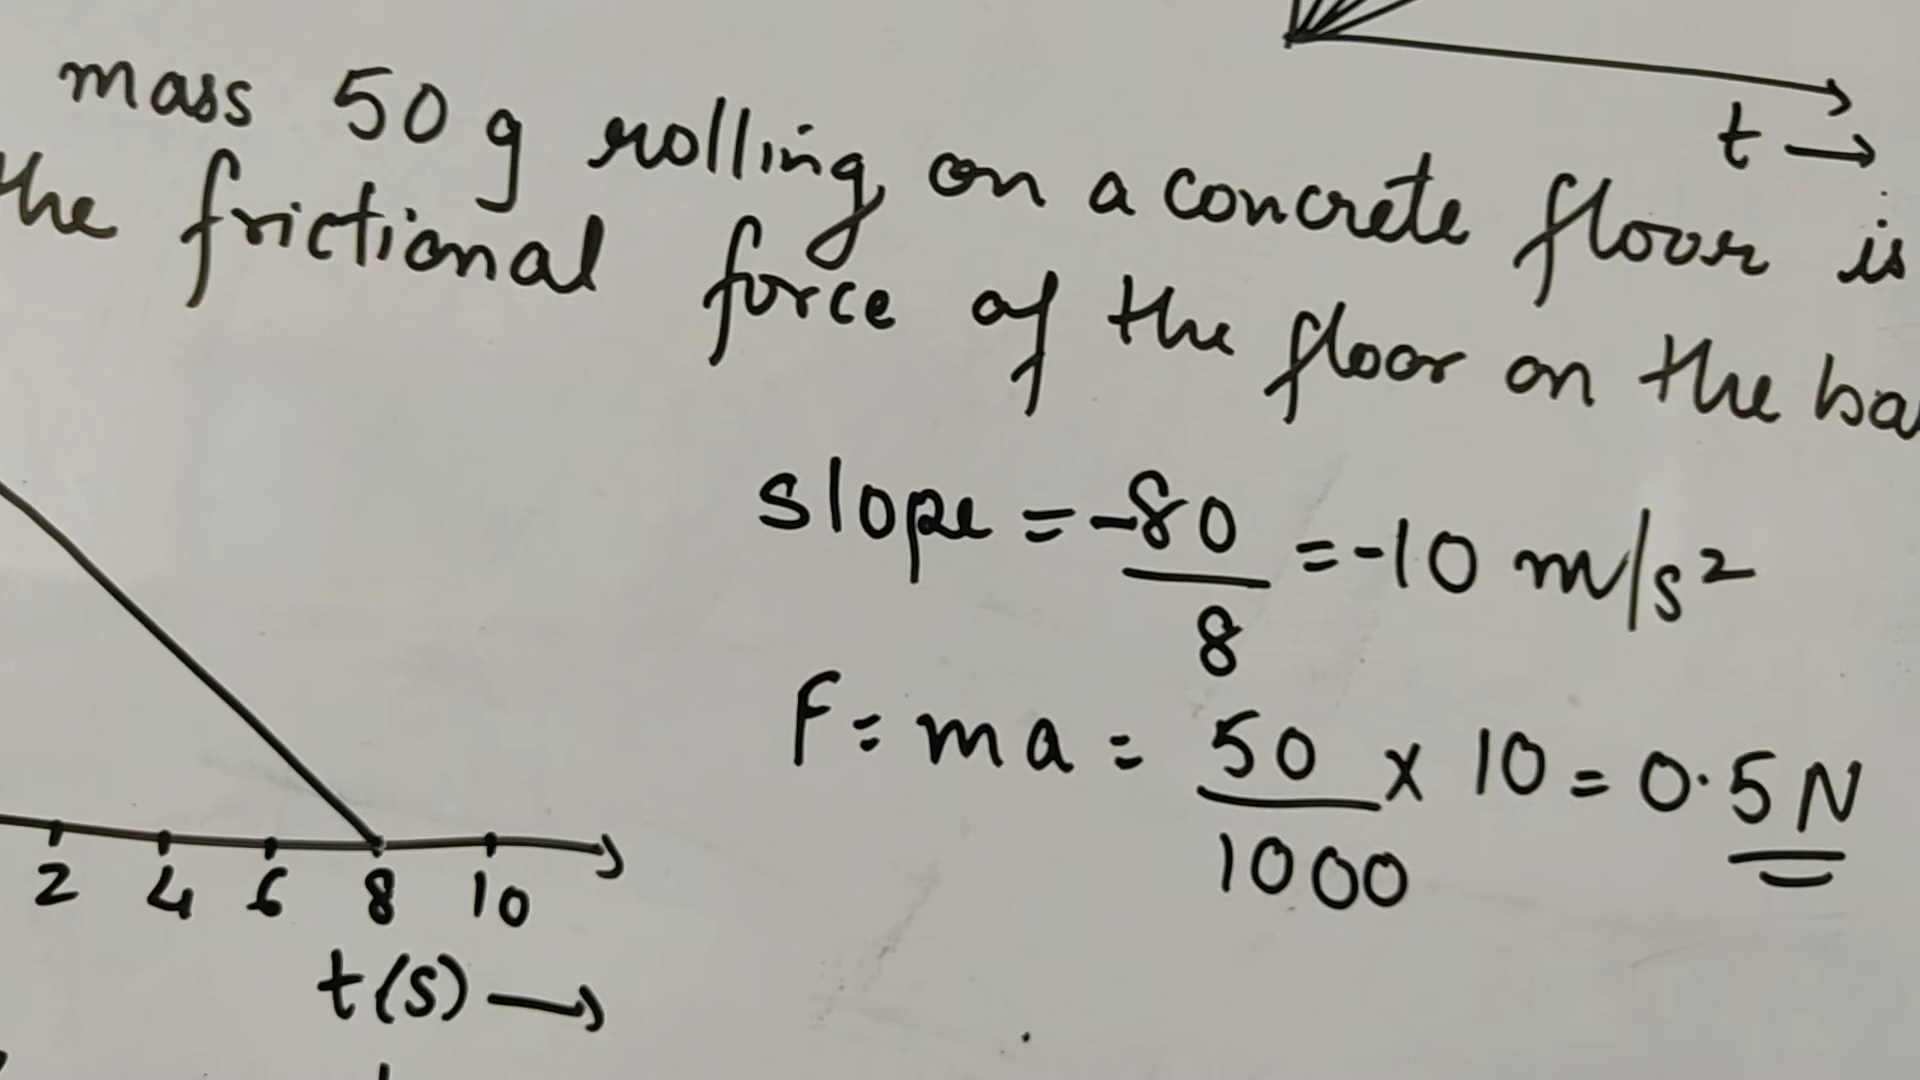 t →
mass 50 g rolling on a concrete floor is
the frictional force of the floor on the ba
slope = -80/8 = -10 m/s²
F = ma = 50/1000 x 10 = 0.5 N
2 4 6 8 10
t(s) →